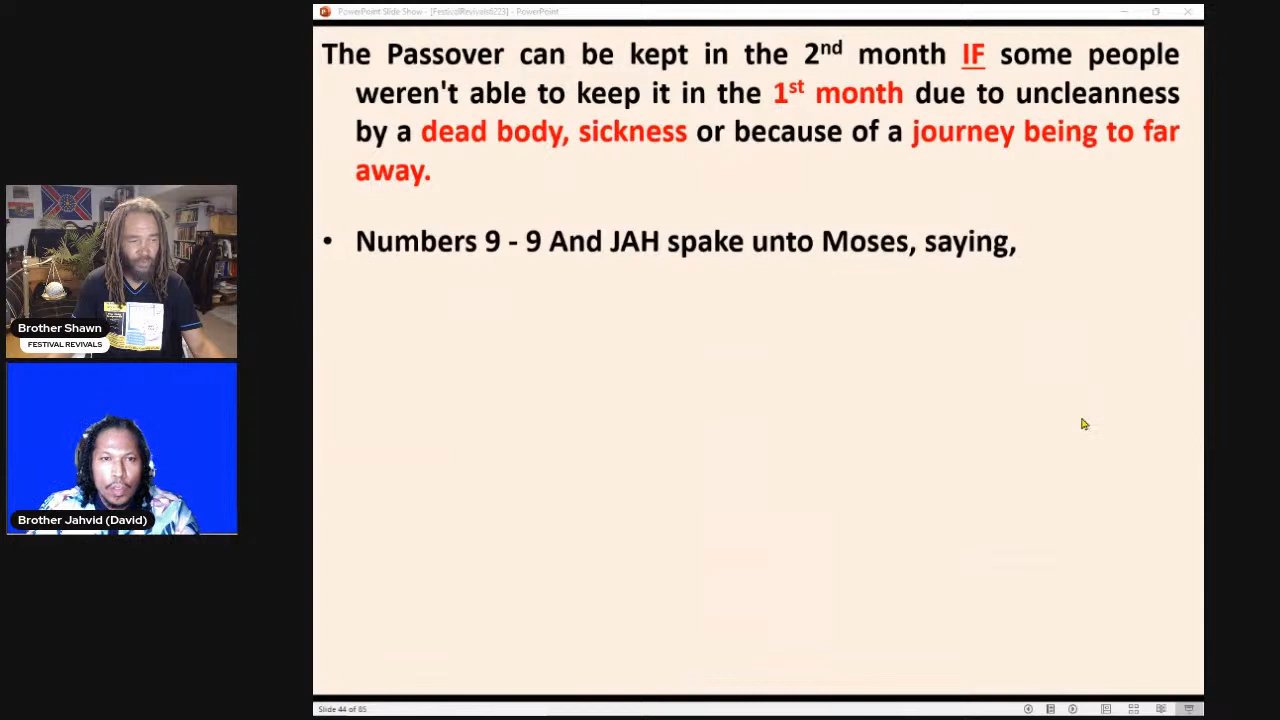 PowerPoint Slide Show - [FesticalRevivals6223] - PowerPoint
The Passover can be kept in the 2nd month IF some people
weren't able to keep it in the 1st month due to uncleanness
by a dead body, sickness or because of a journey being to far
away.
• Numbers 9 - 9 And JAH spake unto Moses, saying,
Brother Shawn
FESTIVAL REVIVALS
Brother Jahvid (David)
Slide 44 of 85